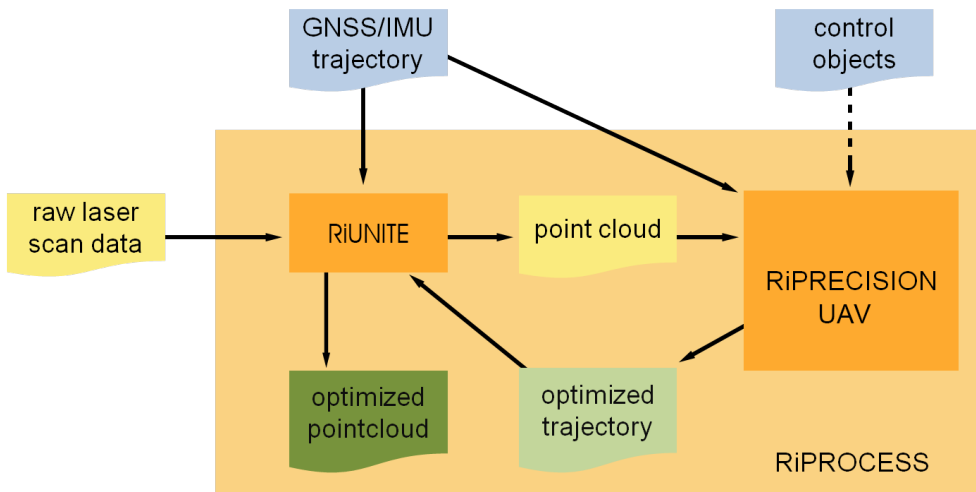 GNSS/IMU
trajectory
control
objects
raw laser
scan data
RiUNITE
point cloud
RiPRECISION
UAV
optimized
pointcloud
optimized
trajectory
RiPROCESS